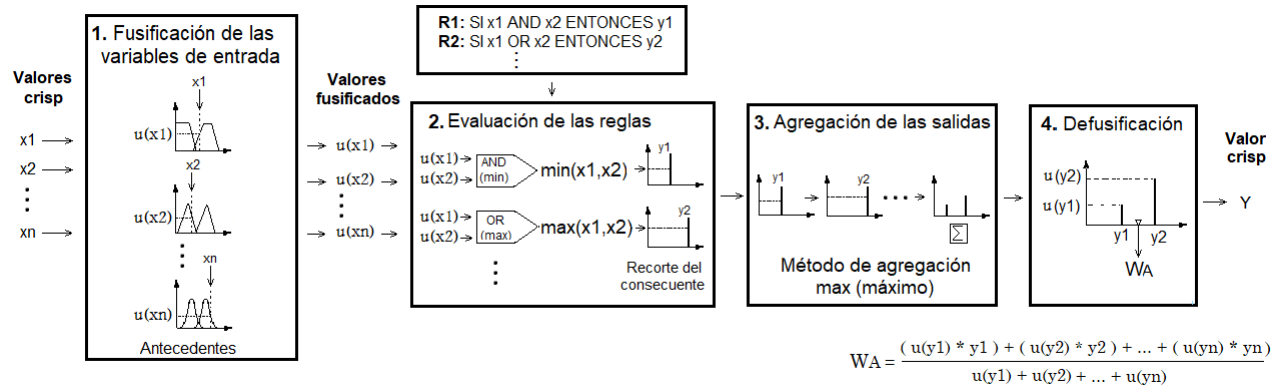 Valores
crisp
x1
x2
xn
1. Fusificación de las
variables de entrada
x1
u(x1)
x2
u(x2)
xn
u(xn)
Antecedentes
Valores
fusificados
u(x1)
u(x2)
u(xn)
R1: SI x1 AND x2 ENTONCES y1
R2: SI x1 OR x2 ENTONCES y2
2. Evaluación de las reglas
u(x1)
u(x2)
AND
(min)
min(x1,x2)
y1
u(x1)
u(x2)
OR
(max)
max(x1,x2)
y2
Recorte del
consecuente
3. Agregación de las salidas
y1
y2
Σ
Método de agregación
max (máximo)
4. Defusificación
u(y2)
u(y1)
y1 y2
WA
Valor
crisp
Y
WA = ( u(y1) * y1 ) + ( u(y2) * y2 ) + ... + ( u(yn) * yn )
u(y1) + u(y2) + ... + u(yn)